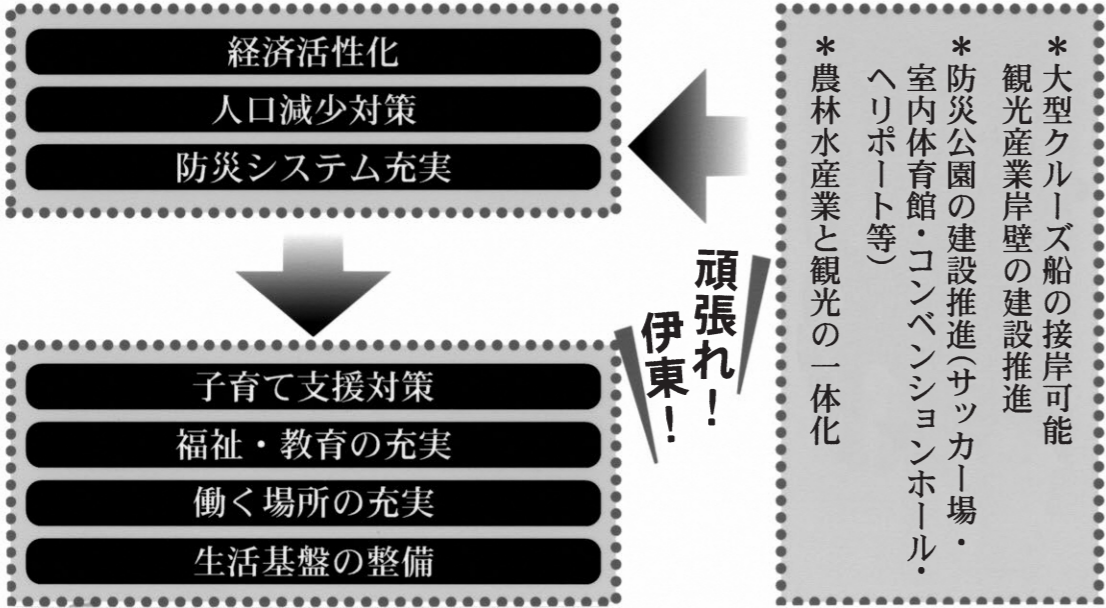 ＊大型クルーズ船の接岸可能
観光産業岸壁の建設推進
＊防災公園の建設推進（サッカー場・
室内体育館・コンベンションホール・
ヘリポート等）
＊農林水産業と観光の一体化
経済活性化
人口減少対策
防災システム充実
頑張れ！
伊東！
子育て支援対策
福祉・教育の充実
働く場所の充実
生活基盤の整備